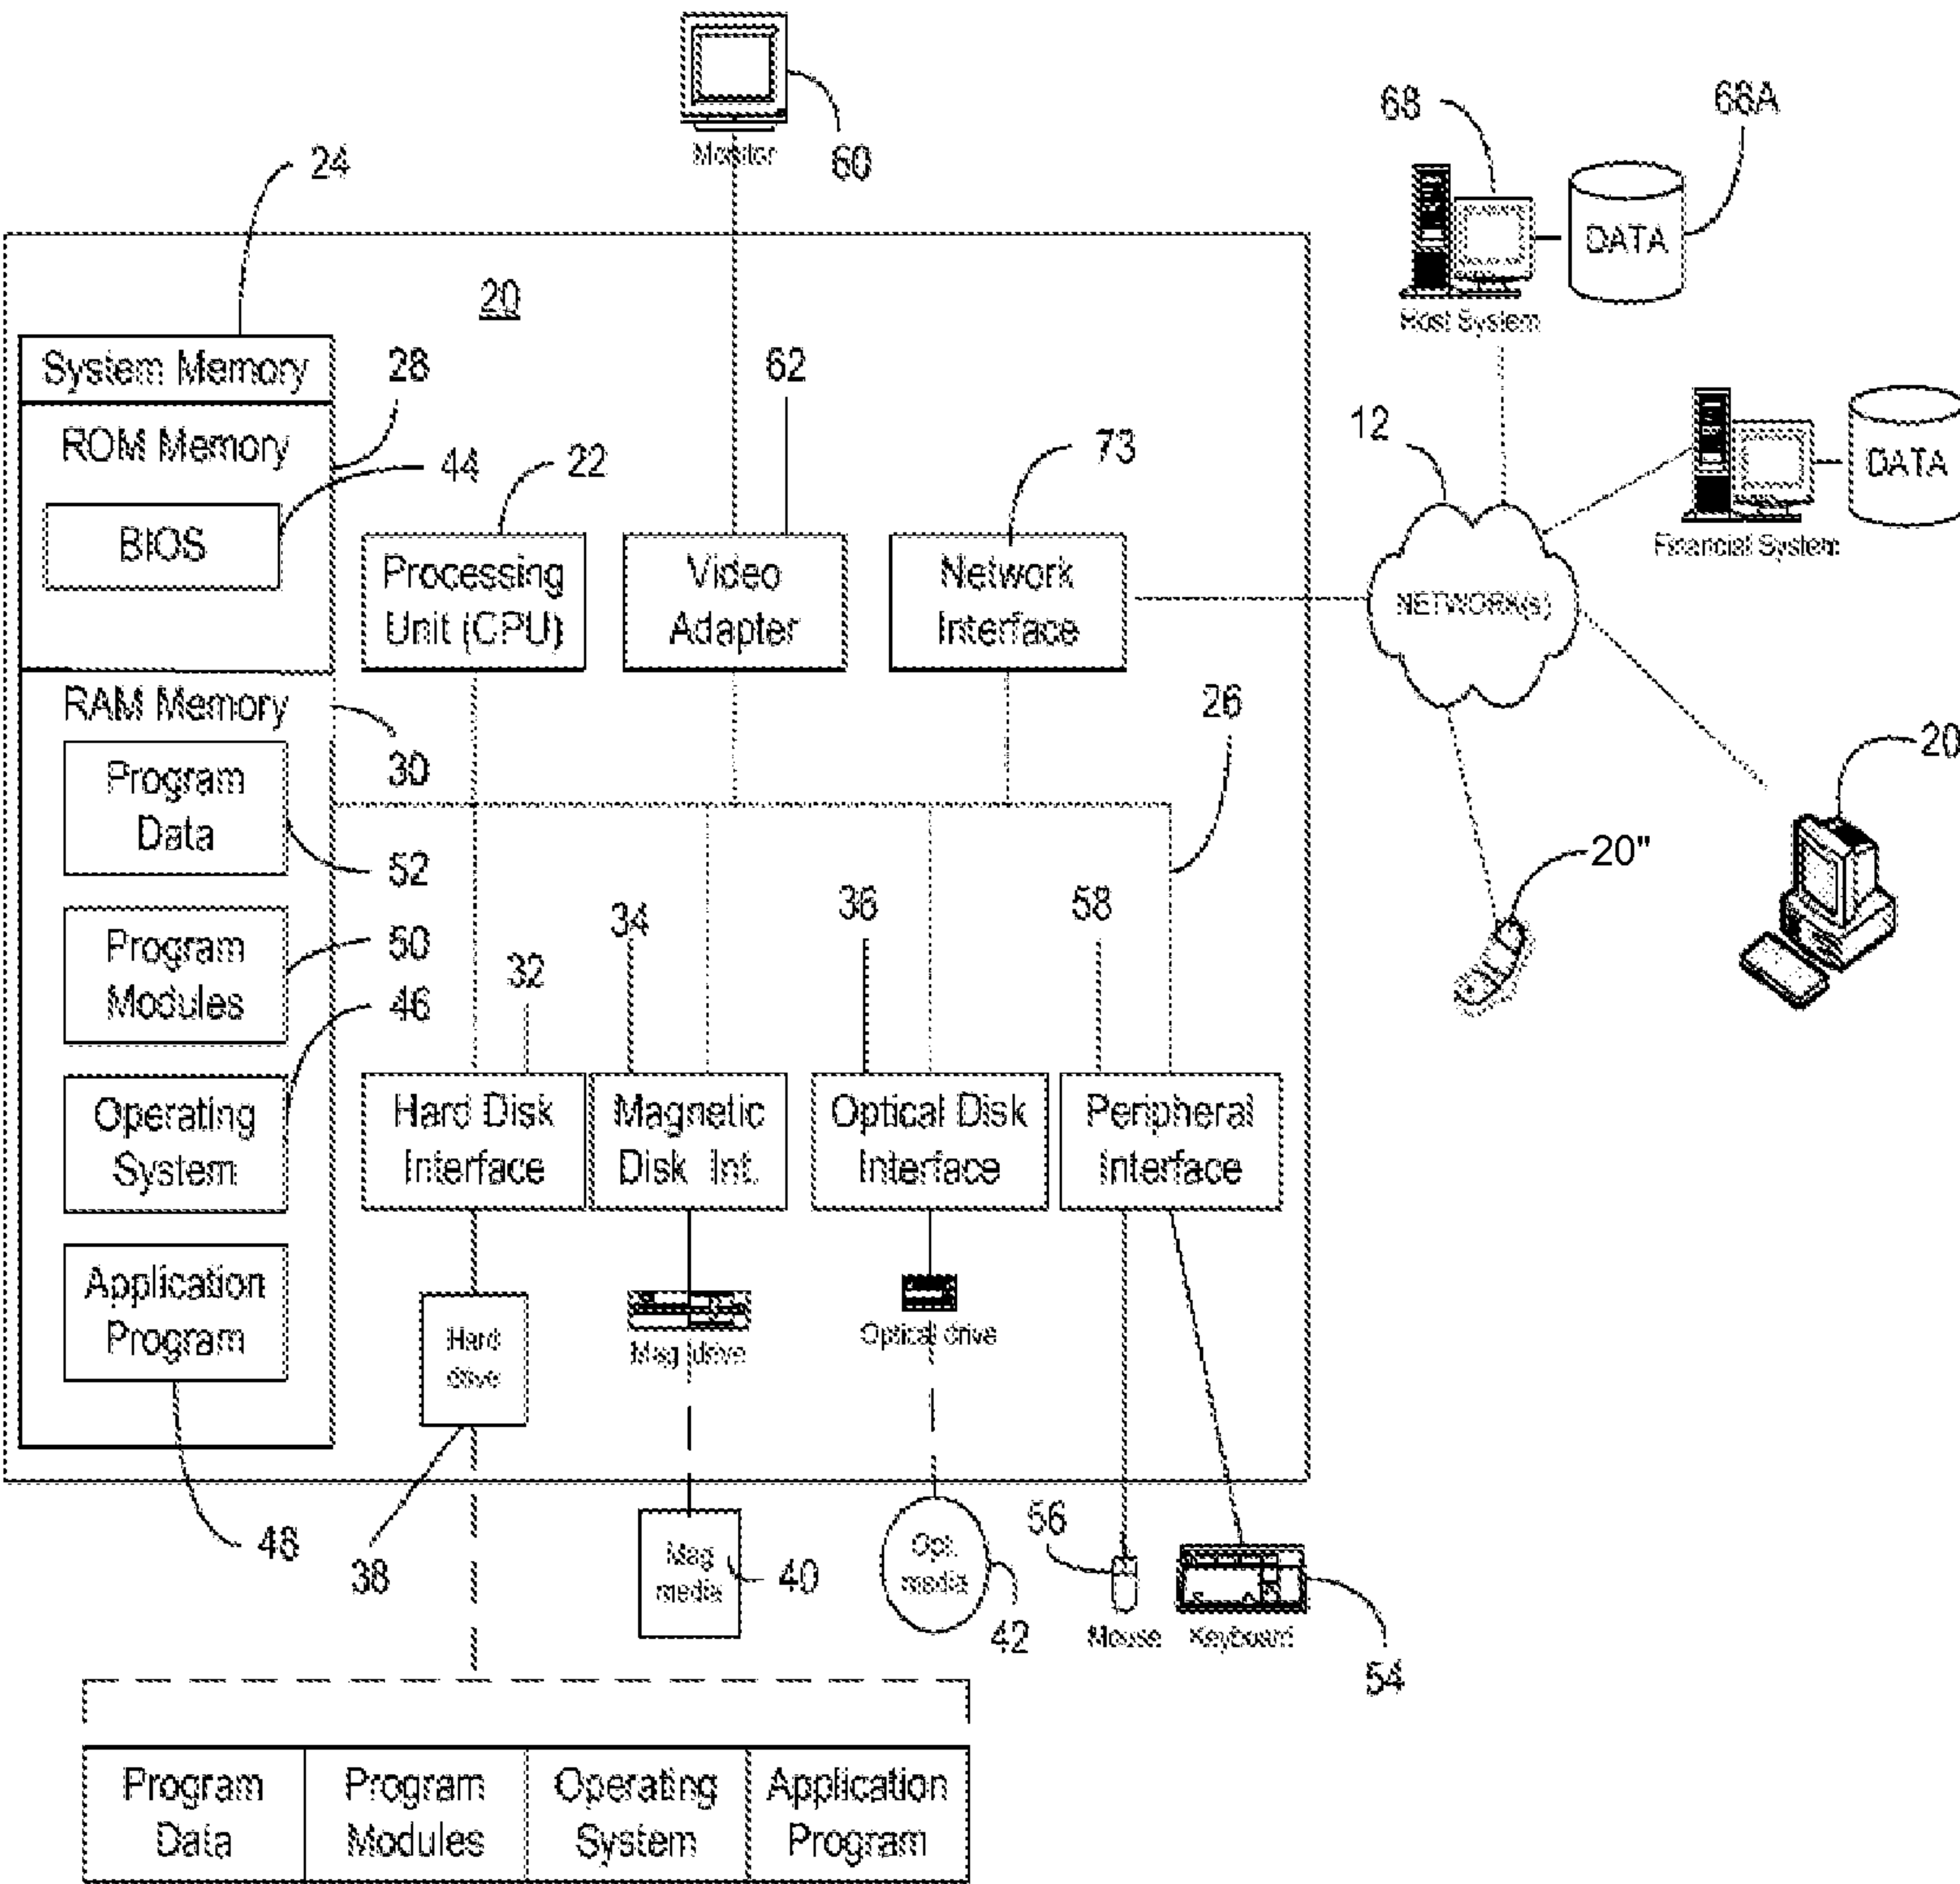 60
Monitor
68
68A
DATA
Host System
24
20
System Memory
28
62
ROM Memory
44
22
73
12
DATA
BIOS
Financial System
Processing
Unit (CPU)
Video
Adapter
Network
Interface
NETWORK(s)
RAM Memory
30
26
20
Program
Data
52
20"
Program
Modules
50
34
36
58
32
46
Operating
System
Hard Disk
Interface
Magnetic
Disk Int.
Optical Disk
Interface
Peripheral
Interface
Application
Program
Hard
drive
Mag drive
Optical drive
48
38
Mag
media
40
Opt.
media
42
56
Mouse
Keyboard
54
Program
Data
Program
Modules
Operating
System
Application
Program